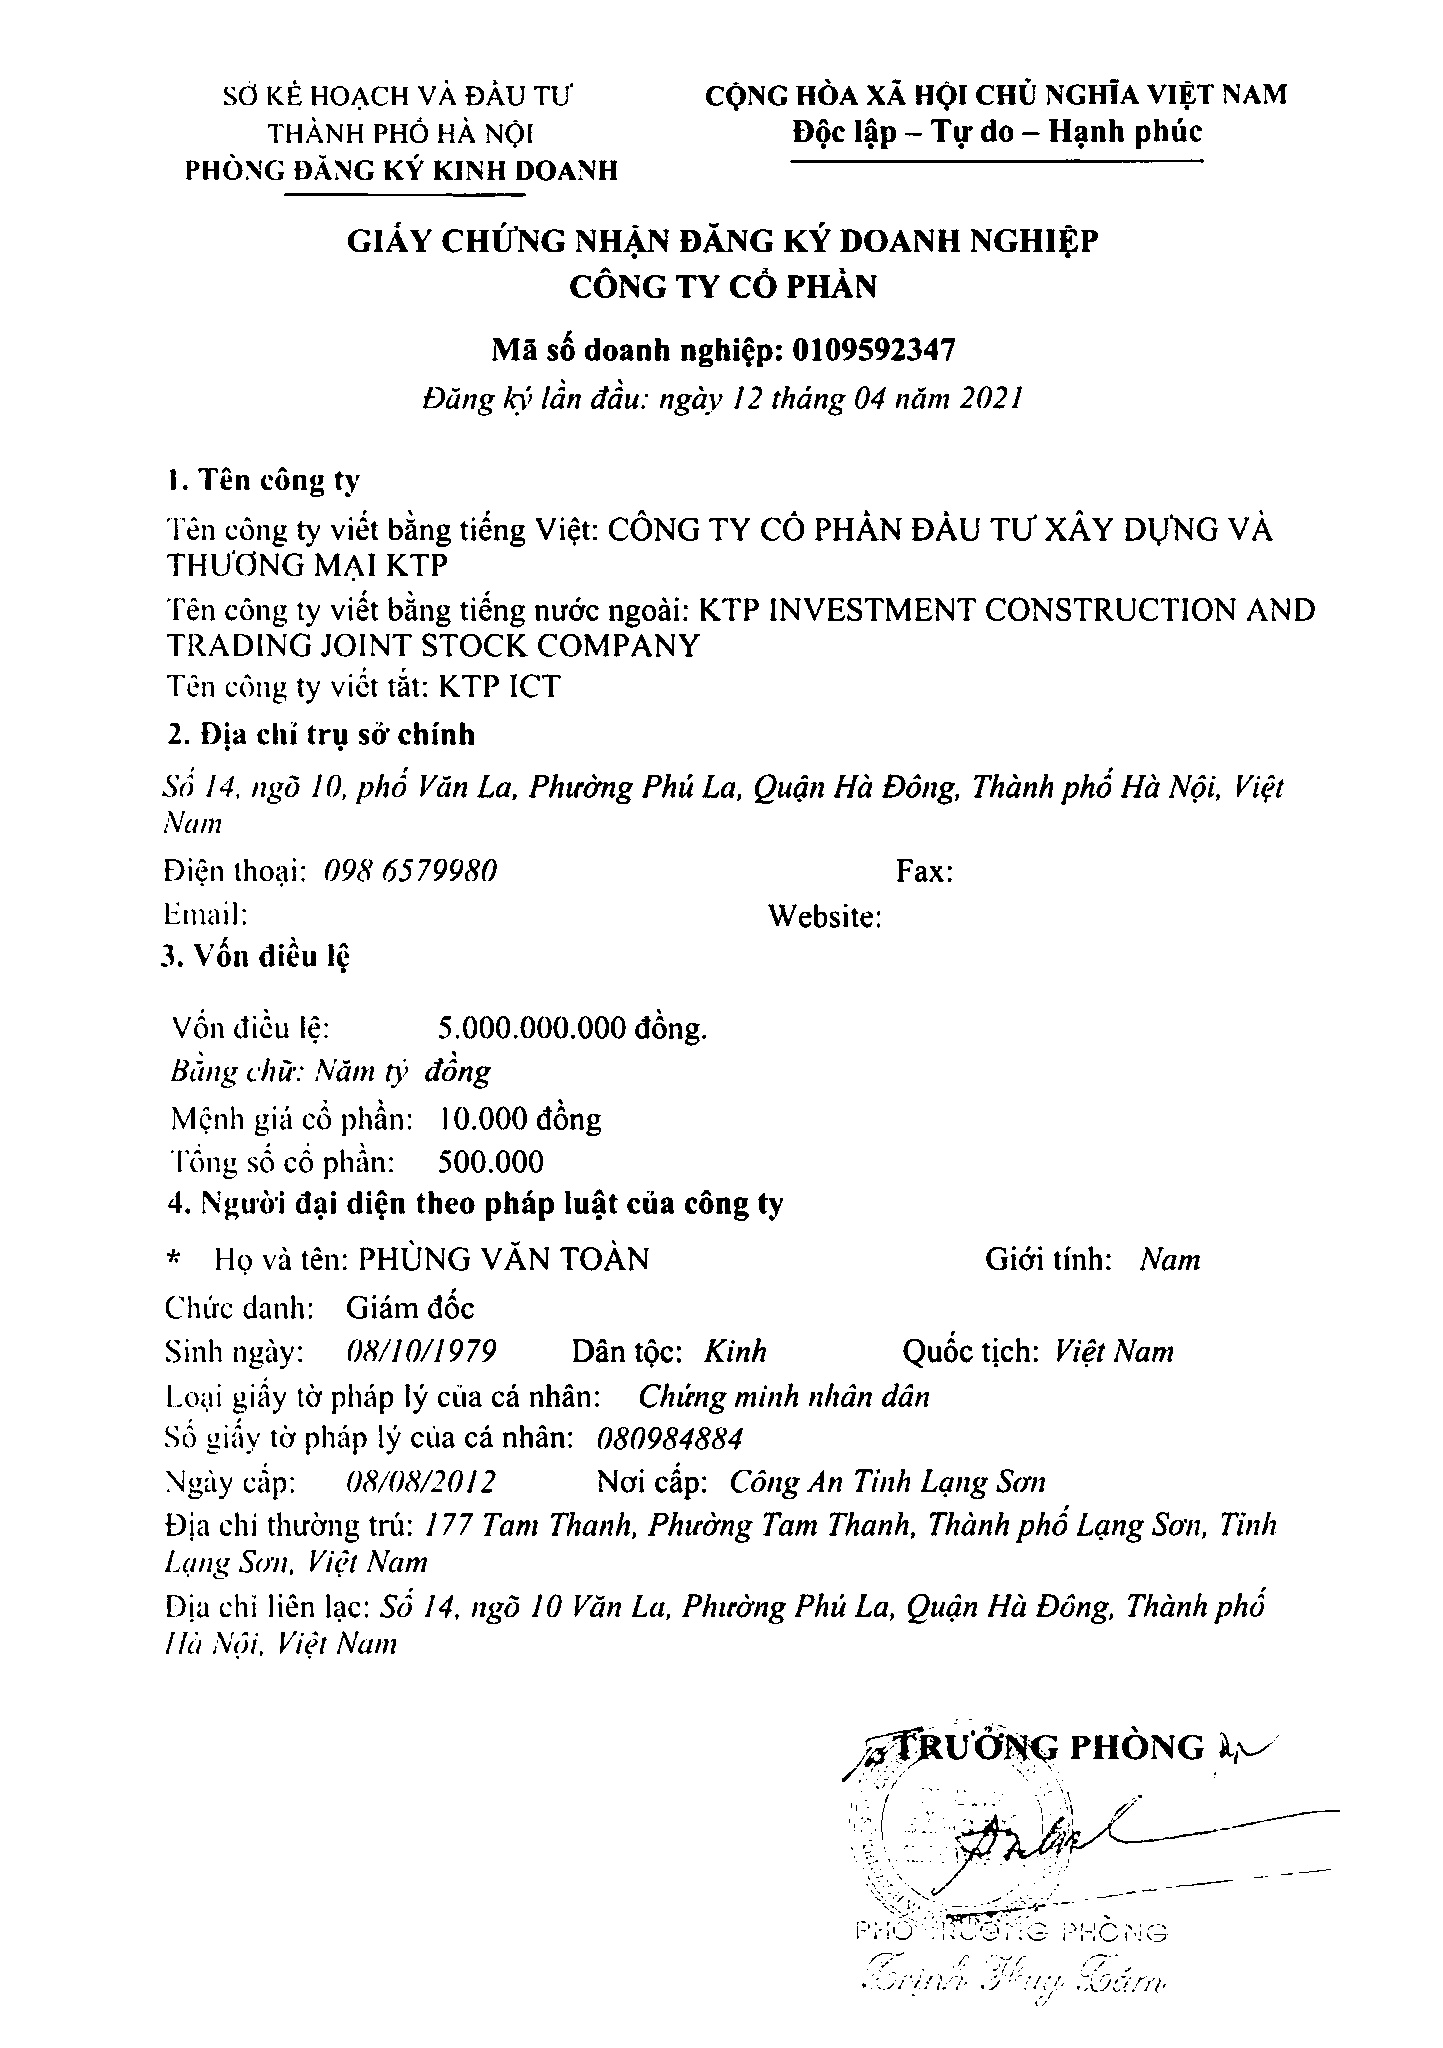 SỞ KẾ HOẠCH VÀ ĐẦU TƯ
THÀNH PHỐ HÀ NỘI
PHÒNG ĐĂNG KÝ KINH DOANH
CỘNG HÒA XÃ HỘI CHỦ NGHĨA VIỆT NAM
Độc lập – Tự do – Hạnh phúc
GIẤY CHỨNG NHẬN ĐĂNG KÝ DOANH NGHIỆP
CÔNG TY CỔ PHẦN
Mã số doanh nghiệp: 0109592347
Đăng ký lần đầu: ngày 12 tháng 04 năm 2021
1. Tên công ty
Tên công ty viết bằng tiếng Việt: CÔNG TY CỔ PHẦN ĐẦU TƯ XÂY DỰNG VÀ
THƯƠNG MẠI KTP
Tên công ty viết bằng tiếng nước ngoài: KTP INVESTMENT CONSTRUCTION AND
TRADING JOINT STOCK COMPANY
Tên công ty viết tắt: KTP ICT
2. Địa chỉ trụ sở chính
Số 14, ngõ 10, phố Văn La, Phường Phú La, Quận Hà Đông, Thành phố Hà Nội, Việt
Nam
Điện thoại: 098 6579980 Fax:
Email: Website:
3. Vốn điều lệ
Vốn điều lệ: 5.000.000.000 đồng.
Bằng chữ: Năm tỷ đồng
Mệnh giá cổ phần: 10.000 đồng
Tổng số cổ phần: 500.000
4. Người đại diện theo pháp luật của công ty
* Họ và tên: PHÙNG VĂN TOÀN Giới tính: Nam
Chức danh: Giám đốc
Sinh ngày: 08/10/1979 Dân tộc: Kinh Quốc tịch: Việt Nam
Loại giấy tờ pháp lý của cá nhân: Chứng minh nhân dân
Số giấy tờ pháp lý của cá nhân: 080984884
Ngày cấp: 08/08/2012 Nơi cấp: Công An Tỉnh Lạng Sơn
Địa chỉ thường trú: 177 Tam Thanh, Phường Tam Thanh, Thành phố Lạng Sơn, Tỉnh
Lạng Sơn, Việt Nam
Địa chỉ liên lạc: Số 14, ngõ 10 Văn La, Phường Phú La, Quận Hà Đông, Thành phố
Hà Nội, Việt Nam
TRƯỞNG PHÒNG
PHÓ TRƯỞNG PHÒNG
Trịnh Huy Tám